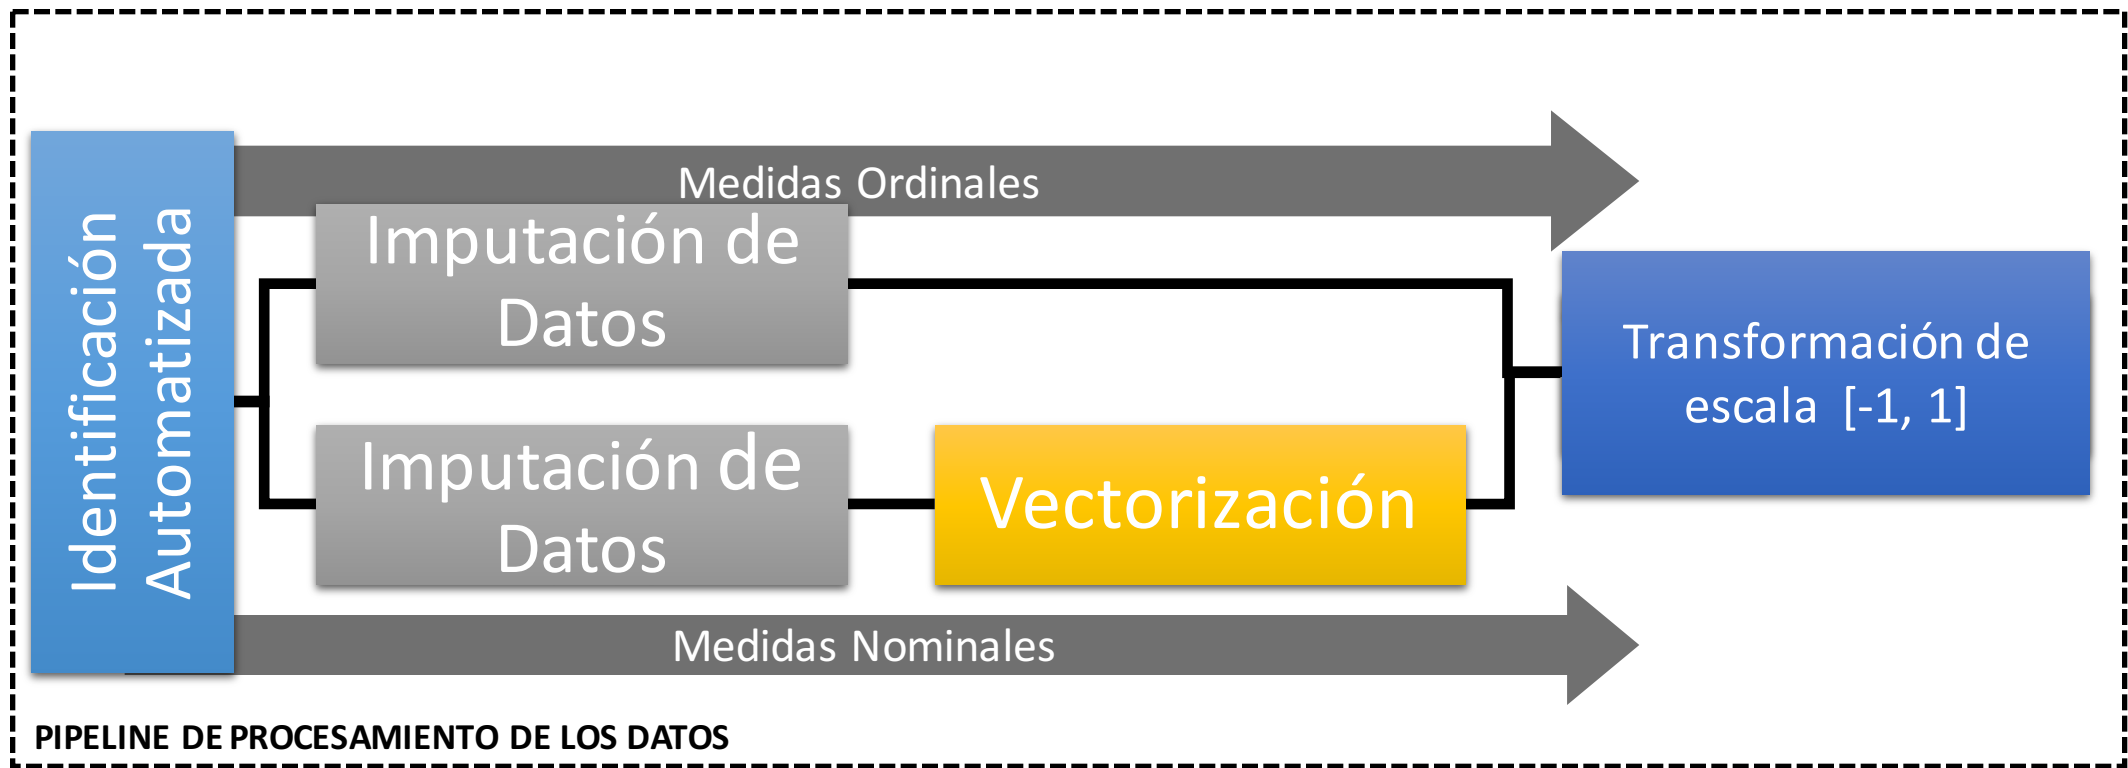 Identificación
Automatizada
Medidas Ordinales
Imputación de
Datos
Imputación de
Datos
Vectorización
Transformación de
escala [-1, 1]
Medidas Nominales
PIPELINE DE PROCESAMIENTO DE LOS DATOS